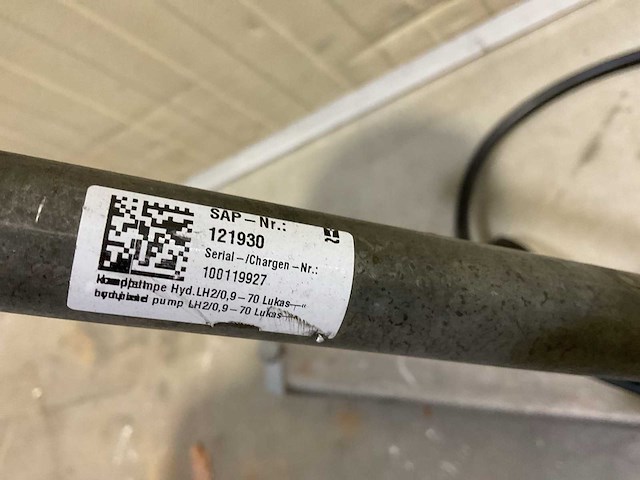 SAP-Nr.:
121930
Serial-/Chargen-Nr.:
100119927
Hyd.LH2/0,9-70 Lukas
pump LH2/0,9-70 Lukas